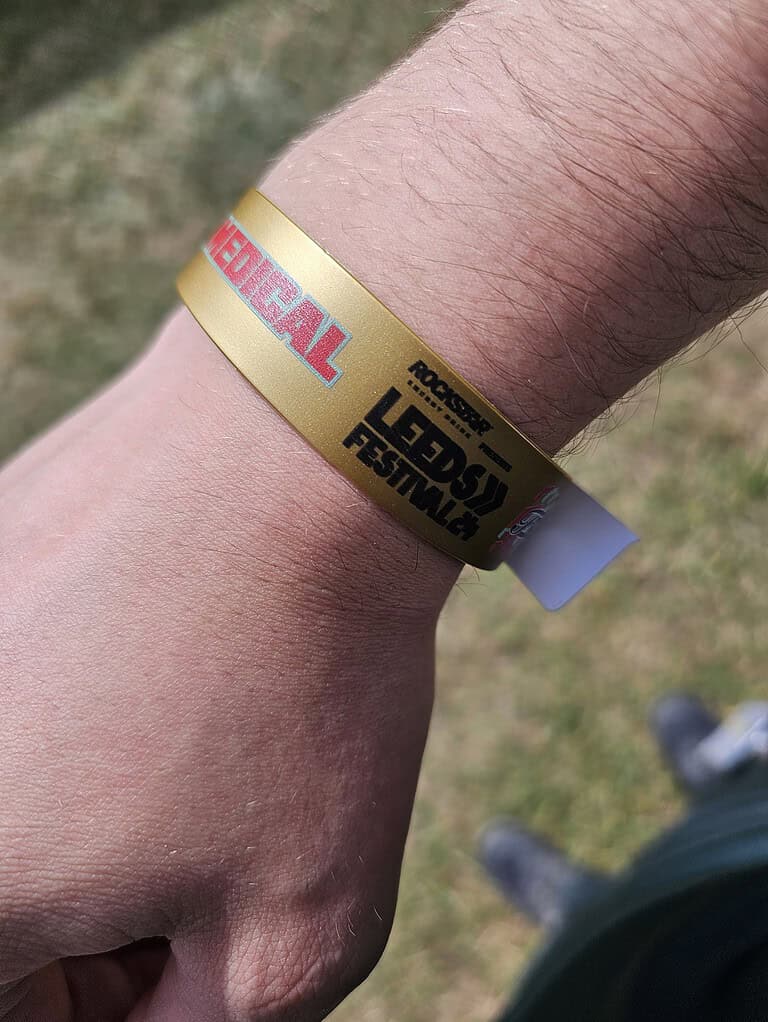 MEDICAL
ROCKSTAR
ENERGY DRINK PRESENTS
LEEDS
FESTIVAL